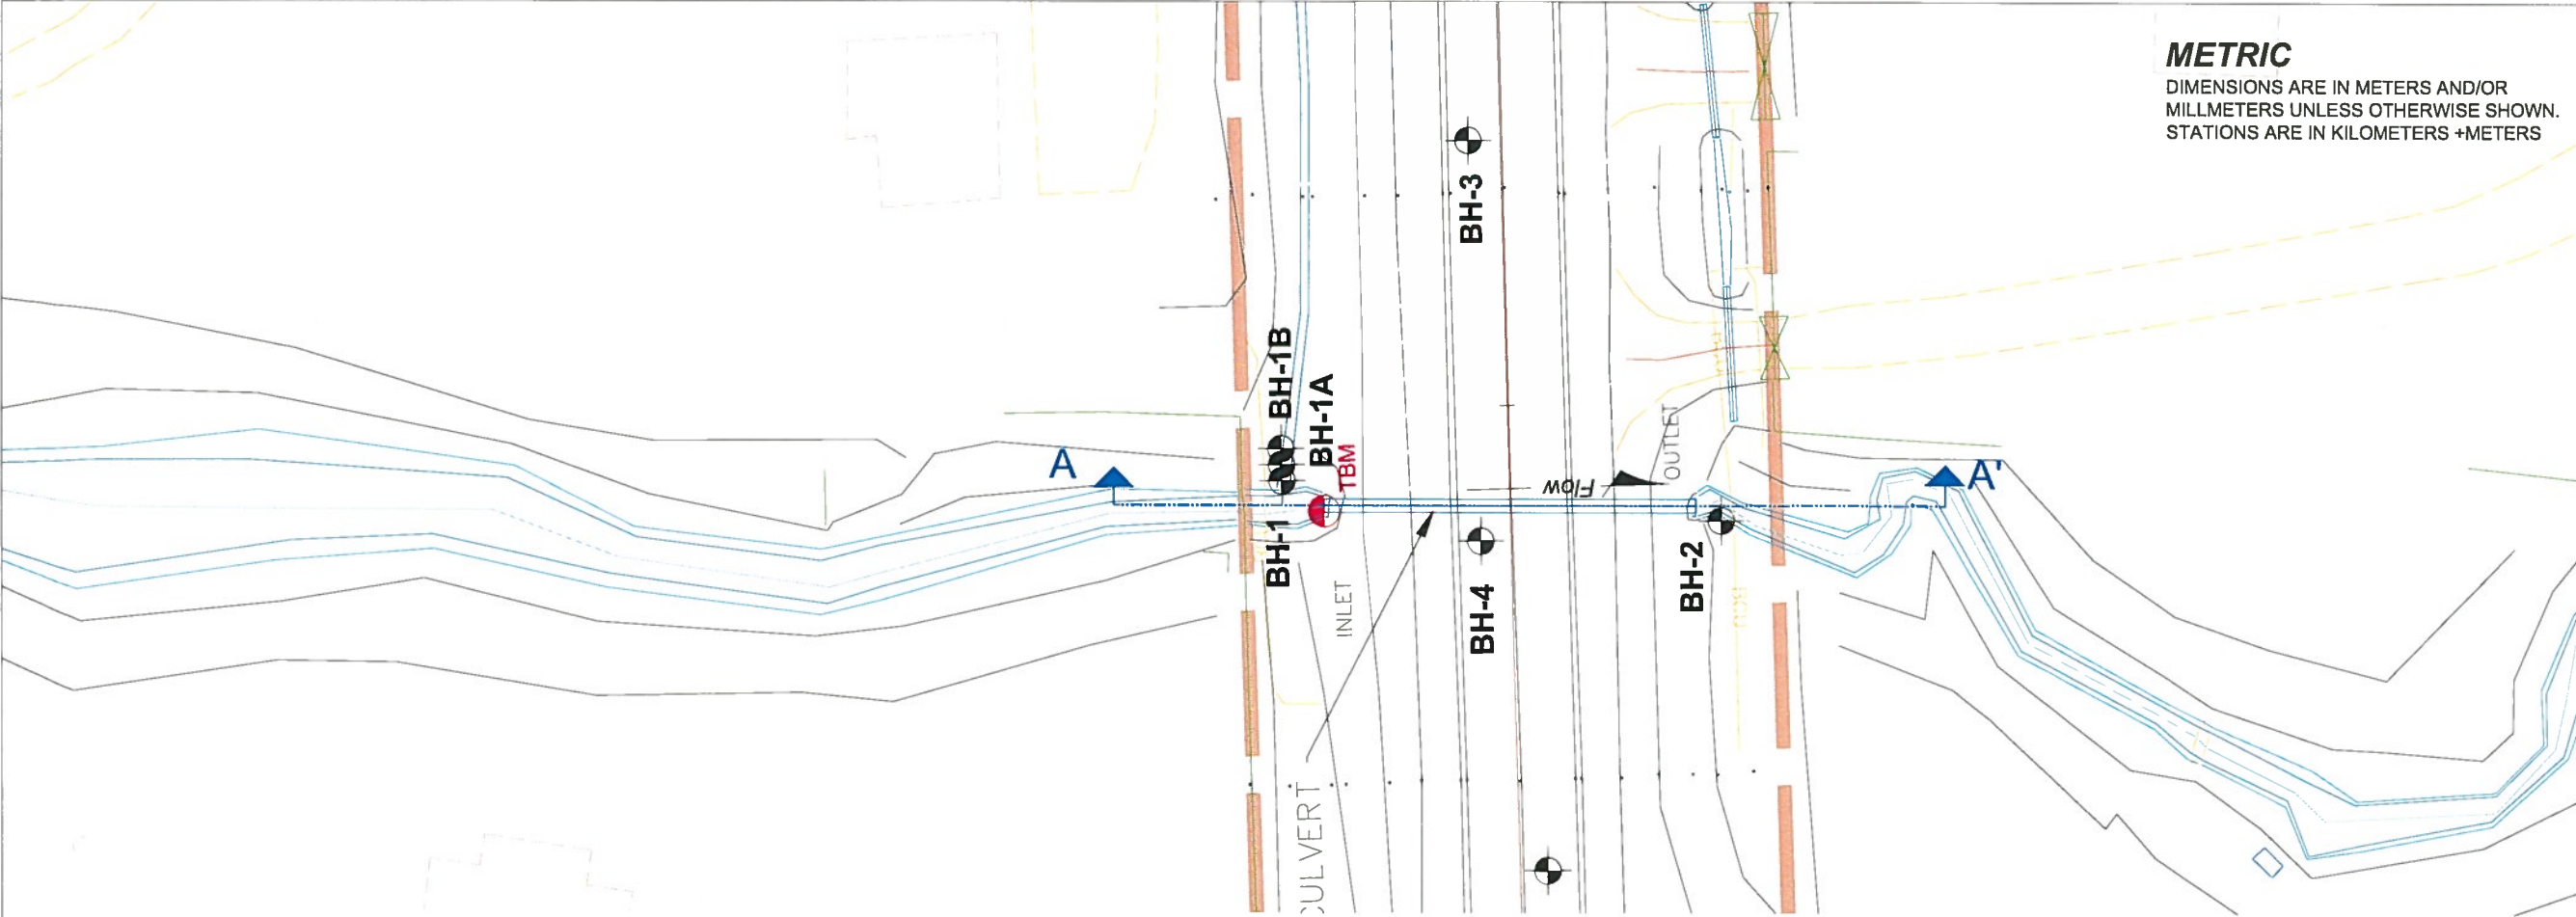 METRIC
DIMENSIONS ARE IN METERS AND/OR
MILLMETERS UNLESS OTHERWISE SHOWN.
STATIONS ARE IN KILOMETERS +METERS
BH-3
BH-1B
BH-1A
TBM
A
A'
Flow
OUTLET
BH-1
INLET
BH-4
BH-2
CULVERT